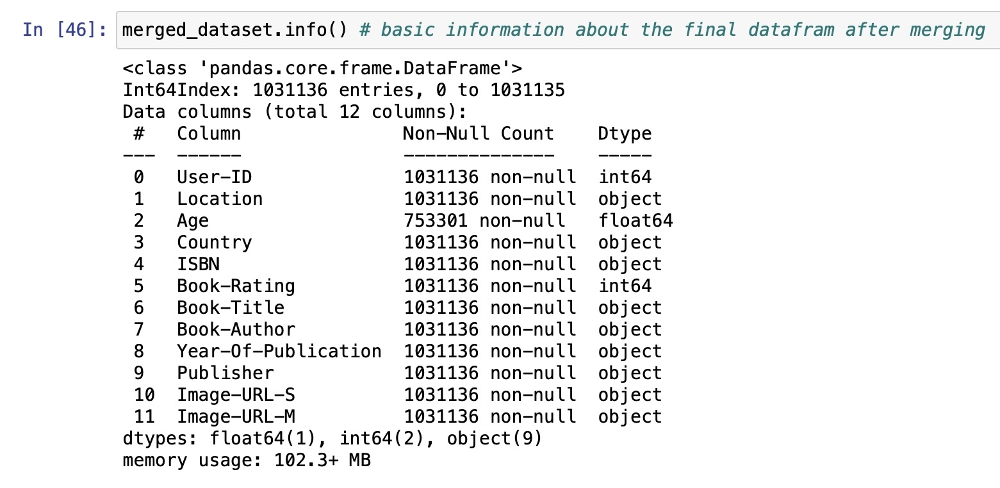 In [46]: merged_dataset.info() # basic information about the final datafram after merging
<class 'pandas.core.frame.DataFrame'>
Int64Index: 1031136 entries, 0 to 1031135
Data columns (total 12 columns):
 #   Column               Non-Null Count    Dtype
---  ------               --------------    -----
 0   User-ID              1031136 non-null  int64
 1   Location             1031136 non-null  object
 2   Age                  753301 non-null   float64
 3   Country              1031136 non-null  object
 4   ISBN                 1031136 non-null  object
 5   Book-Rating          1031136 non-null  int64
 6   Book-Title           1031136 non-null  object
 7   Book-Author          1031136 non-null  object
 8   Year-Of-Publication  1031136 non-null  object
 9   Publisher            1031136 non-null  object
 10  Image-URL-S          1031136 non-null  object
 11  Image-URL-M          1031136 non-null  object
dtypes: float64(1), int64(2), object(9)
memory usage: 102.3+ MB